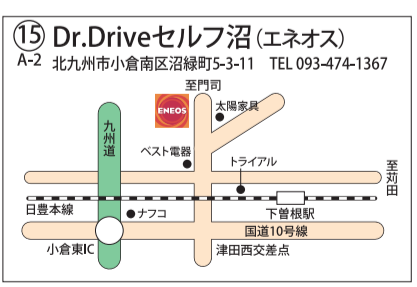 ⑮ Dr.Driveセルフ沼(エネオス)
A-2 北九州市小倉南区沼緑町5-3-11 TEL 093-474-1367
至門司
ENEOS
太陽家具
九州道
ベスト電器
トライアル
至苅田
日豊本線
ナフコ
下曽根駅
国道10号線
小倉東IC
津田西交差点